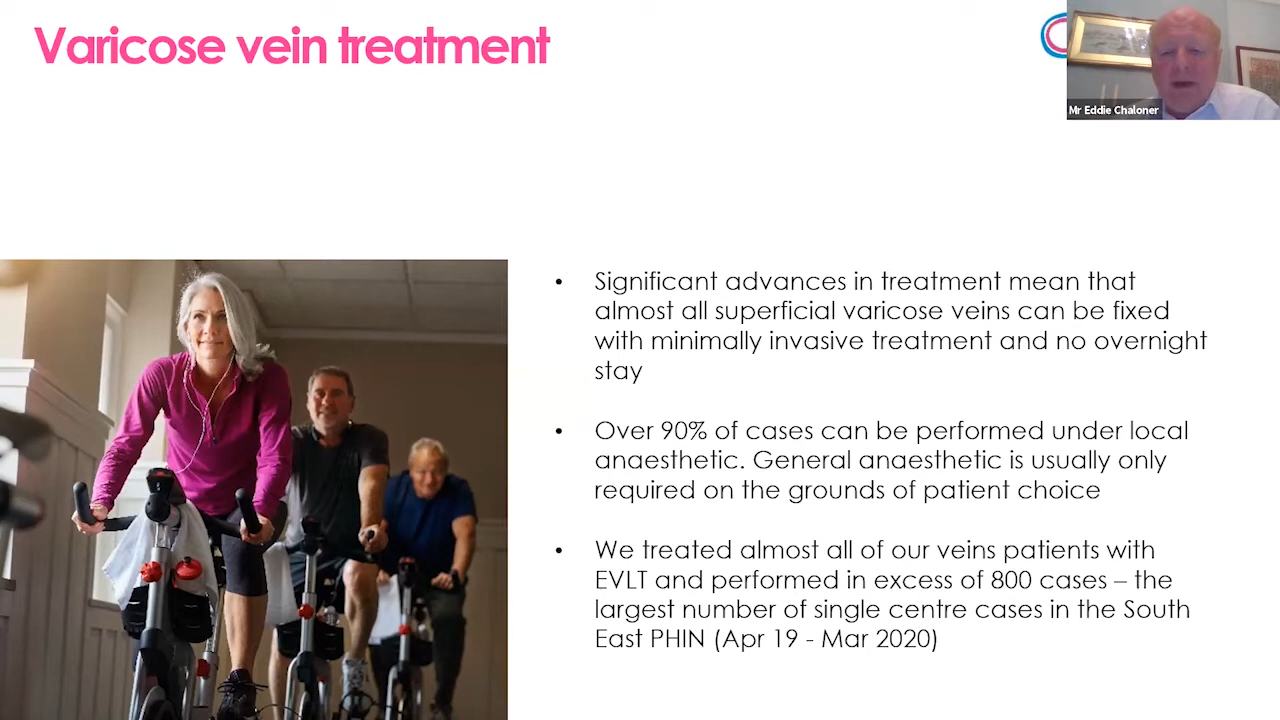 Varicose vein treatment
Mr Eddie Chaloner
• Significant advances in treatment mean that
almost all superficial varicose veins can be fixed
with minimally invasive treatment and no overnight
stay
• Over 90% of cases can be performed under local
anaesthetic. General anaesthetic is usually only
required on the grounds of patient choice
• We treated almost all of our veins patients with
EVLT and performed in excess of 800 cases – the
largest number of single centre cases in the South
East PHIN (Apr 19 - Mar 2020)